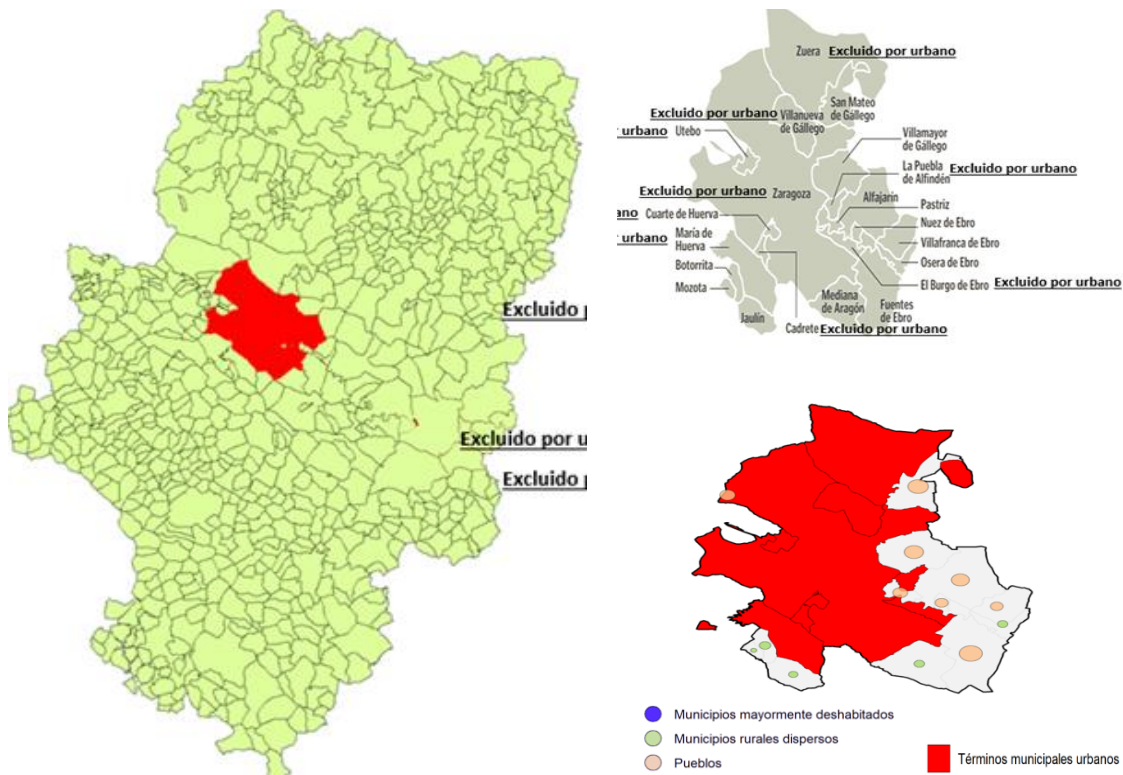 Excluido p
Excluido por u
Excluido p
Zuera Excluido por urbano
San Mateo
de Gállego
Excluido por urbano
Villanueva
de Gállego
r urbano Utebo
Villamayor
de Gállego
La Puebla
de Alfindén Excluido por urbano
Excluido por urbano Zaragoza
Alfajarín
Pastriz
ano Cuarte de Huerva
Nuez de Ebro
María de
Huerva
r urbano
Villafranca de Ebro
Osera de Ebro
Botorrita
El Burgo de Ebro Excluido por urbano
Mozota
Mediana
de Aragón
Fuentes
de Ebro
Jaulín
Cadrete Excluido por urbano
Municipios mayormente deshabitados
Municipios rurales dispersos
Pueblos
Términos municipales urbanos